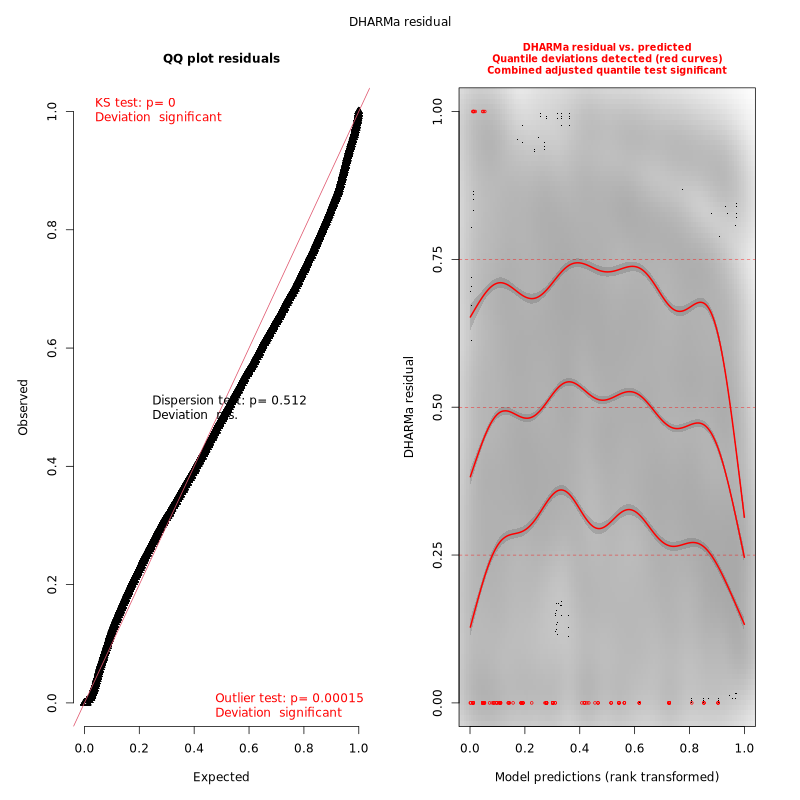 DHARMa residual
QQ plot residuals
KS test: p= 0
Deviation  significant
Dispersion test: p= 0.512
Deviation  n.s.
Outlier test: p= 0.00015
Deviation  significant
Observed
0.0
0.2
0.4
0.6
0.8
1.0
0.0
0.2
0.4
0.6
0.8
1.0
Expected
DHARMa residual vs. predicted
Quantile deviations detected (red curves)
Combined adjusted quantile test significant
DHARMa residual
0.00
0.25
0.50
0.75
1.00
0.0
0.2
0.4
0.6
0.8
1.0
Model predictions (rank transformed)